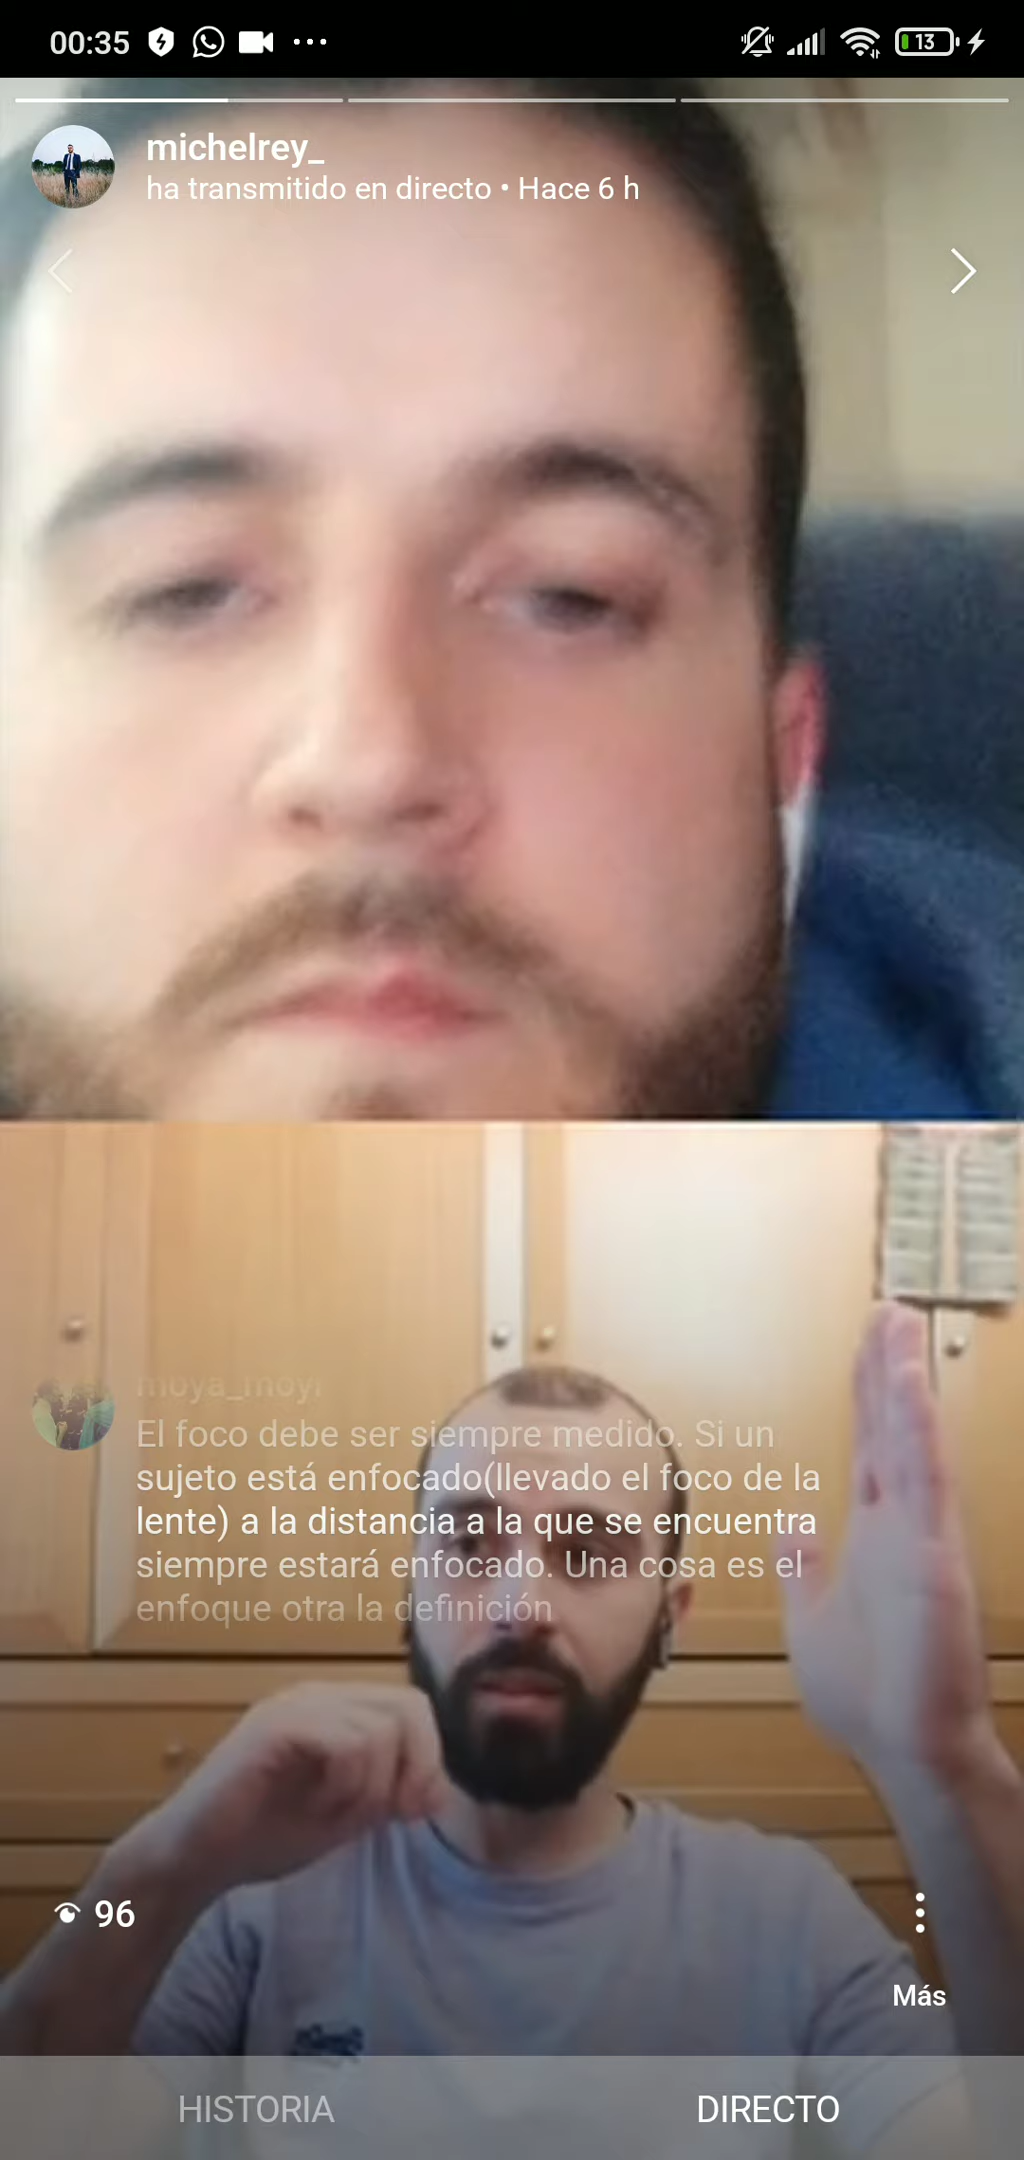 00:35
13
michelrey_
ha transmitido en directo • Hace 6 h
moya_moyi
El foco debe ser siempre medido. Si un
sujeto está enfocado(llevado el foco de la
lente) a la distancia a la que se encuentra
siempre estará enfocado. Una cosa es el
enfoque otra la definición
96
Más
HISTORIA
DIRECTO